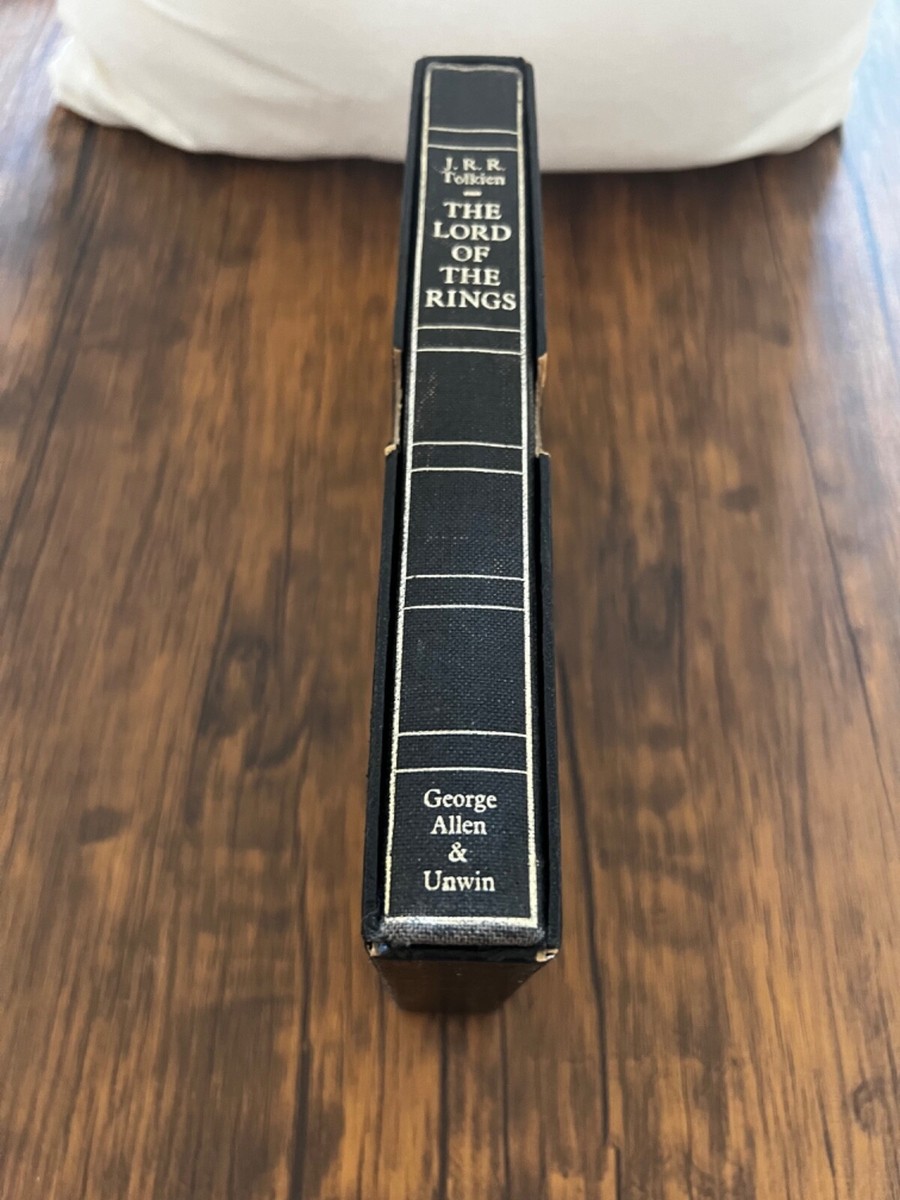 J. R. R.
Tolkien
THE
LORD
OF
THE
RINGS
George
Allen
&
Unwin